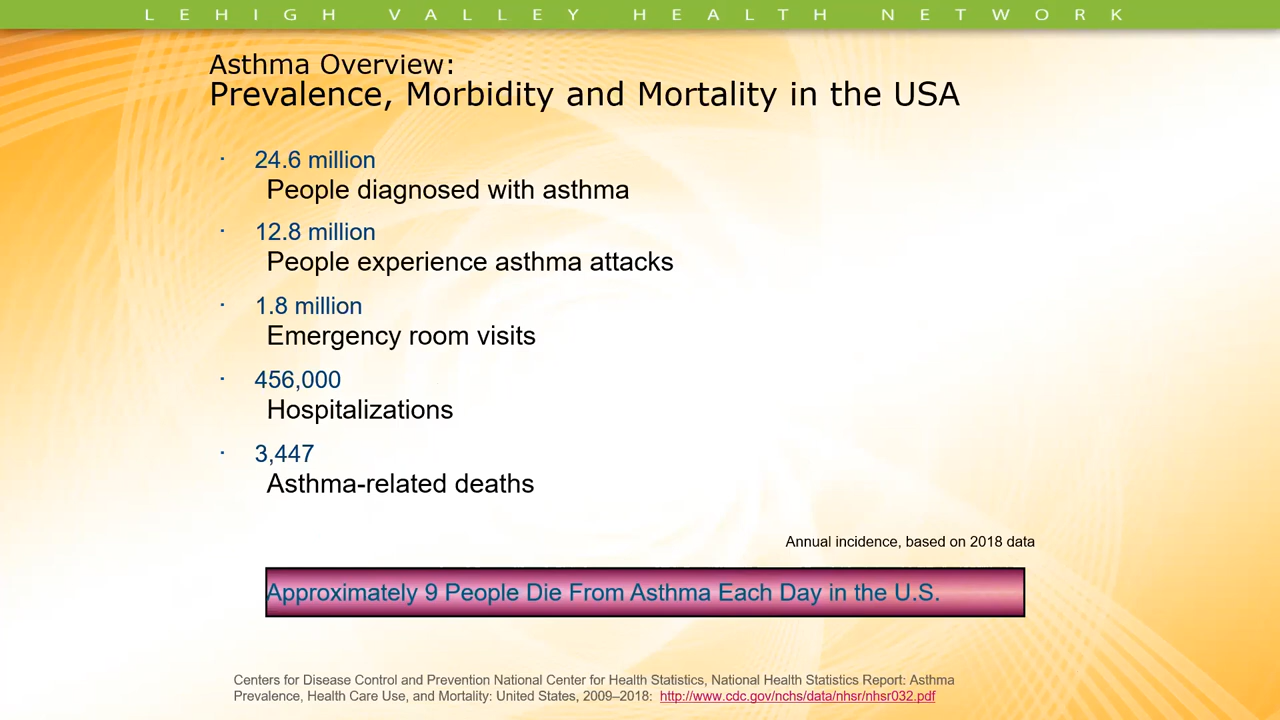 LEHIGH VALLEY HEALTH NETWORK
Asthma Overview:
Prevalence, Morbidity and Mortality in the USA
· 24.6 million
People diagnosed with asthma
· 12.8 million
People experience asthma attacks
· 1.8 million
Emergency room visits
· 456,000
Hospitalizations
· 3,447
Asthma-related deaths
Annual incidence, based on 2018 data
Approximately 9 People Die From Asthma Each Day in the U.S.
Centers for Disease Control and Prevention National Center for Health Statistics, National Health Statistics Report: Asthma
Prevalence, Health Care Use, and Mortality: United States, 2009–2018: http://www.cdc.gov/nchs/data/nhsr/nhsr032.pdf